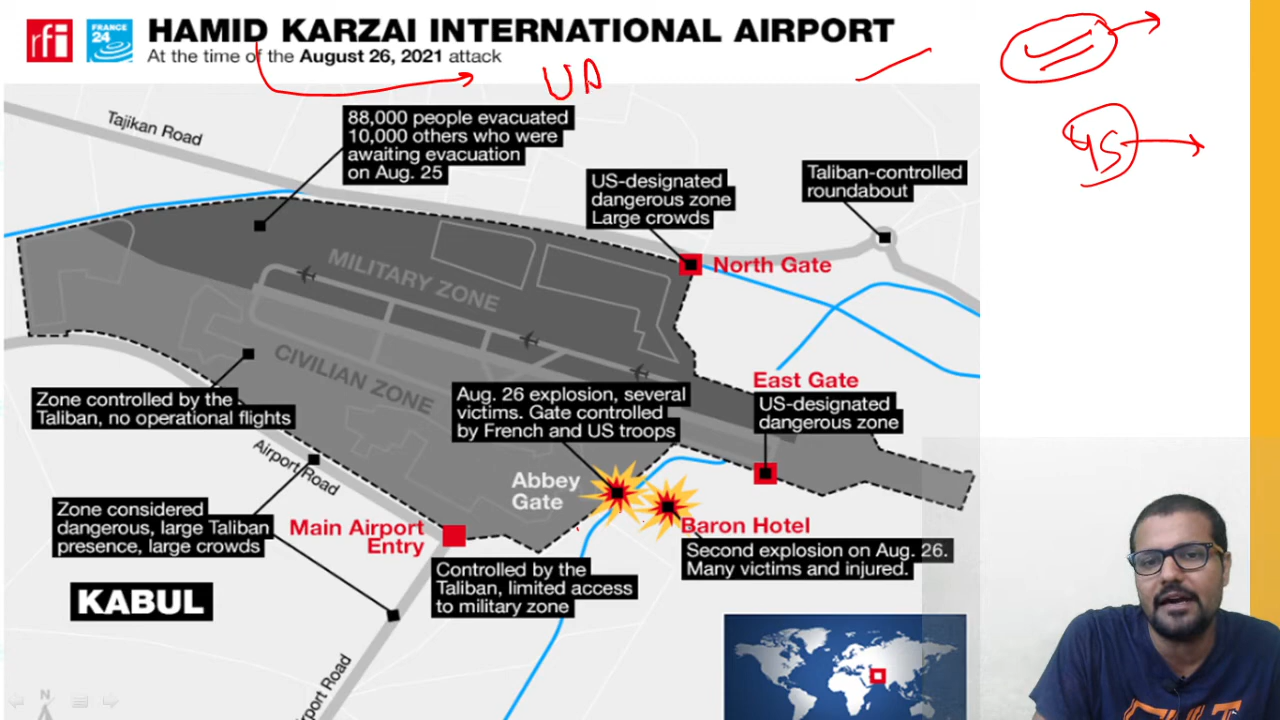 rfi
FRANCE
24
HAMID KARZAI INTERNATIONAL AIRPORT
At the time of the August 26, 2021 attack
Tajikan Road
88,000 people evacuated
10,000 others who were
awaiting evacuation
on Aug. 25
US-designated
dangerous zone
Large crowds
Taliban-controlled
roundabout
North Gate
MILITARY ZONE
CIVILIAN ZONE
East Gate
US-designated
dangerous zone
Zone controlled by the
Taliban, no operational flights
Aug. 26 explosion, several
victims. Gate controlled
by French and US troops
Airport Road
Abbey
Gate
Zone considered
dangerous, large Taliban
presence, large crowds
Main Airport
Entry
Baron Hotel
Second explosion on Aug. 26.
Many victims and injured.
Controlled by the
Taliban, limited access
to military zone
KABUL
Road
N